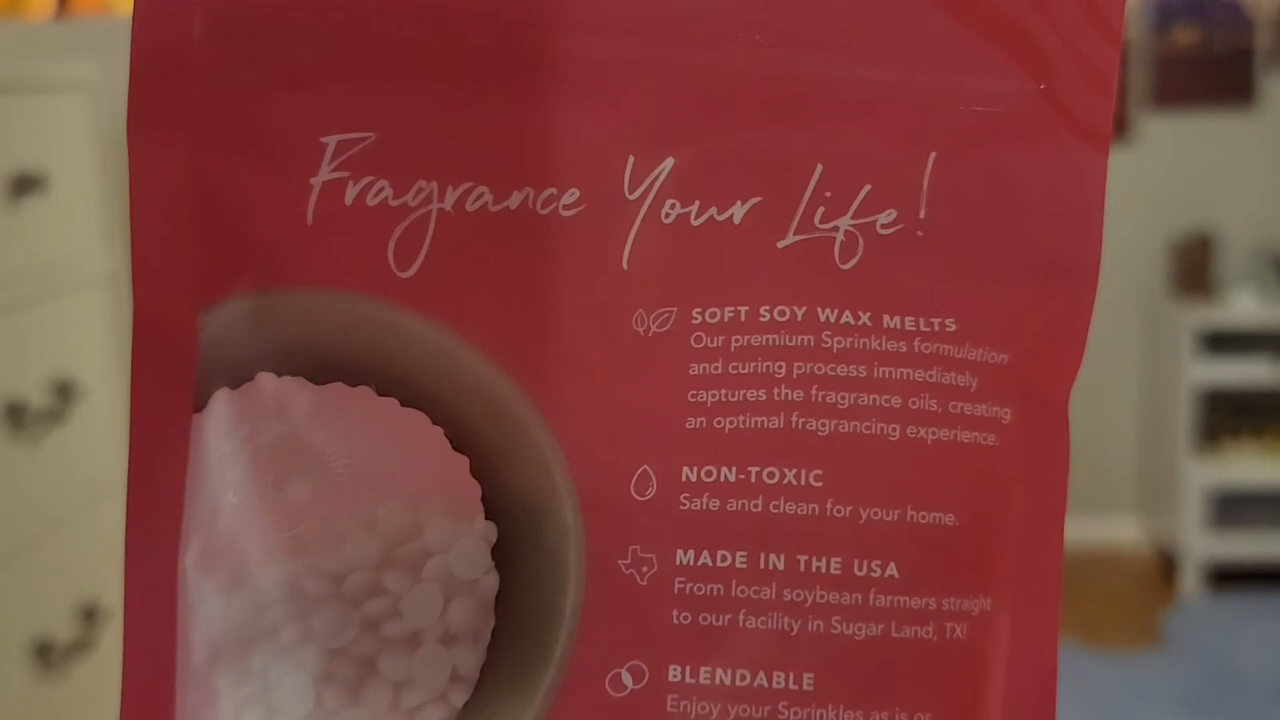 Fragrance Your Life!
SOFT SOY WAX MELTS
Our premium Sprinkles formulation
and curing process immediately
captures the fragrance oils, creating
an optimal fragrancing experience.
NON-TOXIC
Safe and clean for your home.
MADE IN THE USA
From local soybean farmers straight
to our facility in Sugar Land, TX!
BLENDABLE
Enjoy your Sprinkles as is or